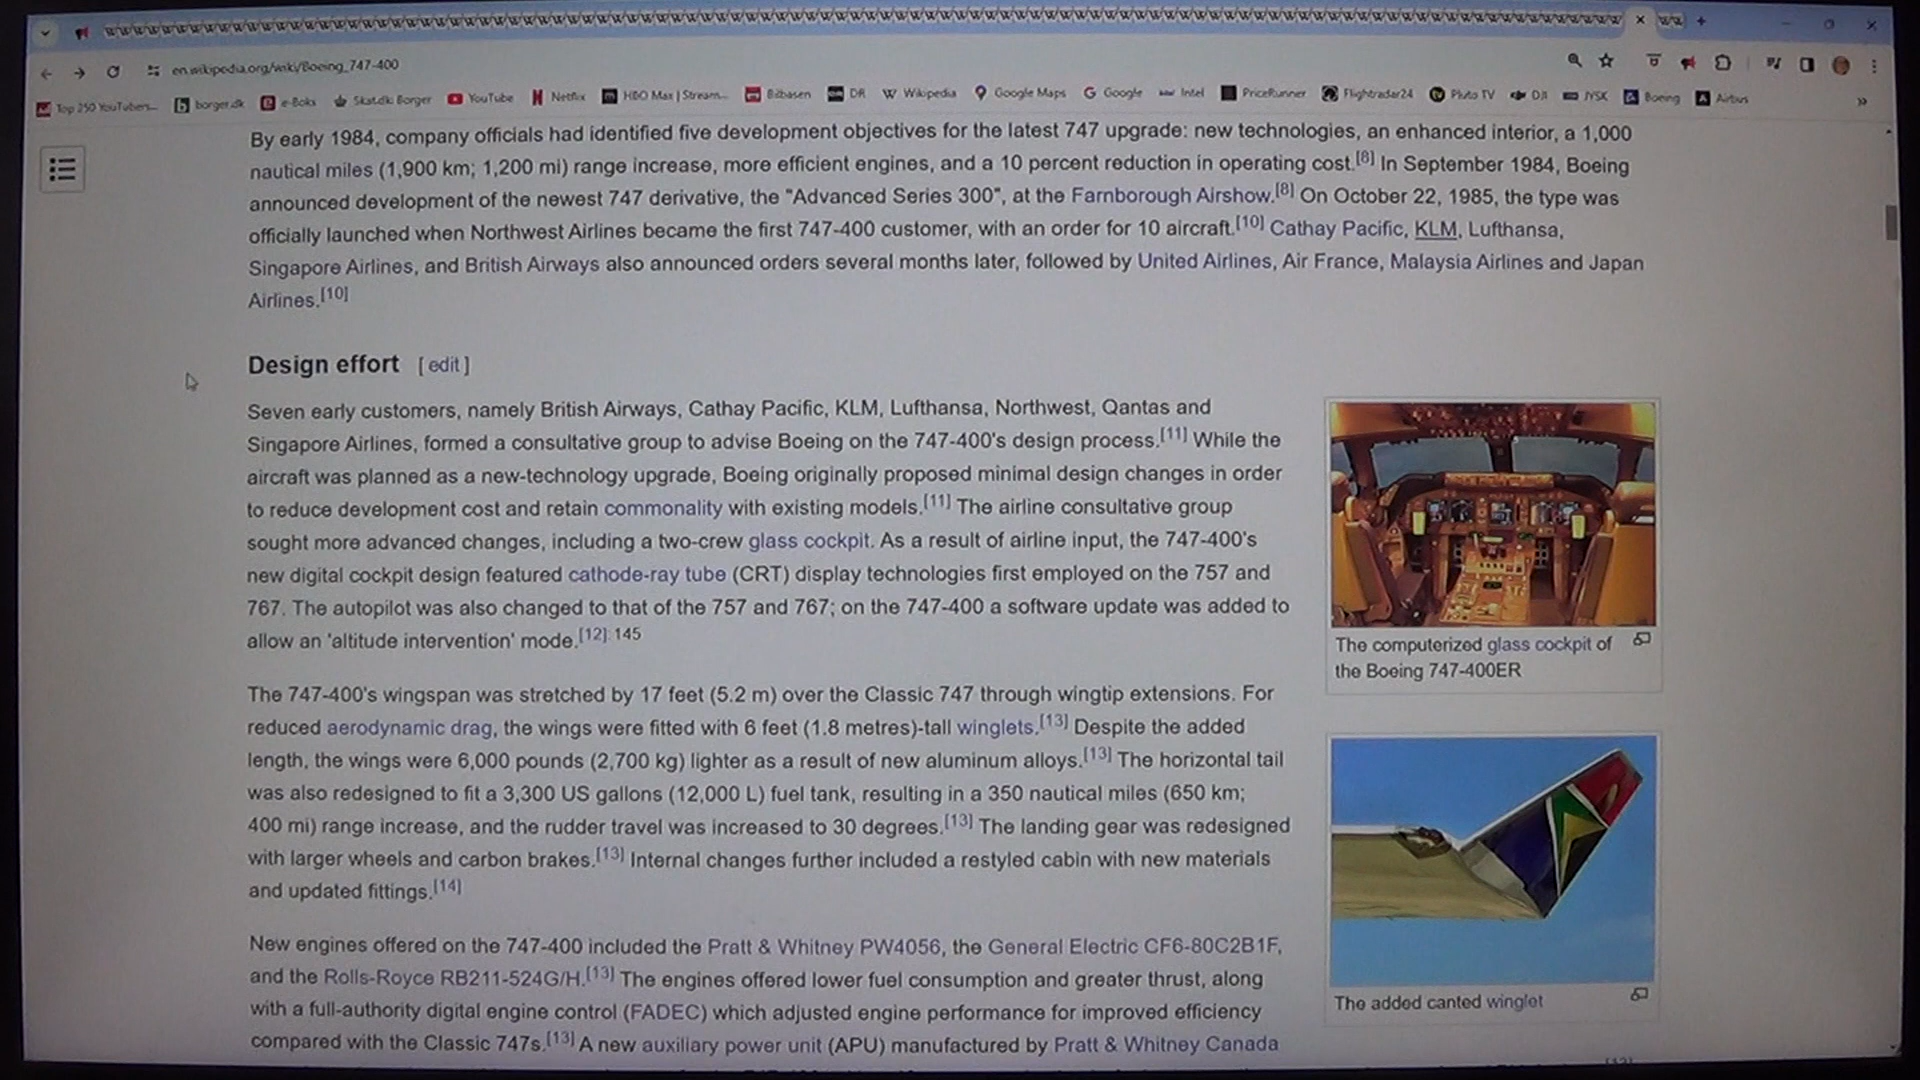 en.wikipedia.org/wiki/Boeing_747-400
Top 250 YouTubers... borger.dk e-Boks Skat.dk: Borger YouTube Netflix HBO Max | Stream... Bilbasen DR Wikipedia Google Maps Google Intel PriceRunner Flightradar24 Pluto TV DJI JYSK Boeing Airbus
By early 1984, company officials had identified five development objectives for the latest 747 upgrade: new technologies, an enhanced interior, a 1,000
nautical miles (1,900 km; 1,200 mi) range increase, more efficient engines, and a 10 percent reduction in operating cost.[8] In September 1984, Boeing
announced development of the newest 747 derivative, the "Advanced Series 300", at the Farnborough Airshow.[8] On October 22, 1985, the type was
officially launched when Northwest Airlines became the first 747-400 customer, with an order for 10 aircraft.[10] Cathay Pacific, KLM, Lufthansa,
Singapore Airlines, and British Airways also announced orders several months later, followed by United Airlines, Air France, Malaysia Airlines and Japan
Airlines.[10]
Design effort [ edit ]
Seven early customers, namely British Airways, Cathay Pacific, KLM, Lufthansa, Northwest, Qantas and
Singapore Airlines, formed a consultative group to advise Boeing on the 747-400's design process.[11] While the
aircraft was planned as a new-technology upgrade, Boeing originally proposed minimal design changes in order
to reduce development cost and retain commonality with existing models.[11] The airline consultative group
sought more advanced changes, including a two-crew glass cockpit. As a result of airline input, the 747-400's
new digital cockpit design featured cathode-ray tube (CRT) display technologies first employed on the 757 and
767. The autopilot was also changed to that of the 757 and 767; on the 747-400 a software update was added to
allow an 'altitude intervention' mode.[12]: 145
The computerized glass cockpit of
the Boeing 747-400ER
The 747-400's wingspan was stretched by 17 feet (5.2 m) over the Classic 747 through wingtip extensions. For
reduced aerodynamic drag, the wings were fitted with 6 feet (1.8 metres)-tall winglets.[13] Despite the added
length, the wings were 6,000 pounds (2,700 kg) lighter as a result of new aluminum alloys.[13] The horizontal tail
was also redesigned to fit a 3,300 US gallons (12,000 L) fuel tank, resulting in a 350 nautical miles (650 km;
400 mi) range increase, and the rudder travel was increased to 30 degrees.[13] The landing gear was redesigned
with larger wheels and carbon brakes.[13] Internal changes further included a restyled cabin with new materials
and updated fittings.[14]
The added canted winglet
New engines offered on the 747-400 included the Pratt & Whitney PW4056, the General Electric CF6-80C2B1F,
and the Rolls-Royce RB211-524G/H.[13] The engines offered lower fuel consumption and greater thrust, along
with a full-authority digital engine control (FADEC) which adjusted engine performance for improved efficiency
compared with the Classic 747s.[13] A new auxiliary power unit (APU) manufactured by Pratt & Whitney Canada